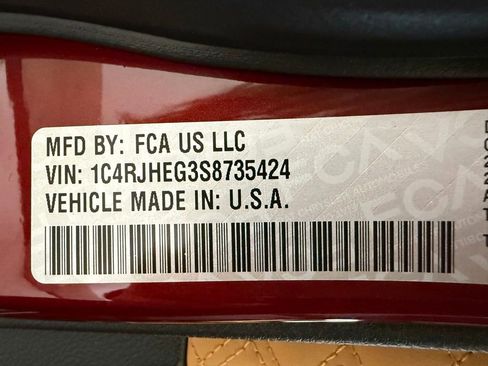 MFD BY: FCA US LLC
VIN: 1C4RJHEG3S8735424
VEHICLE MADE IN: U.S.A.